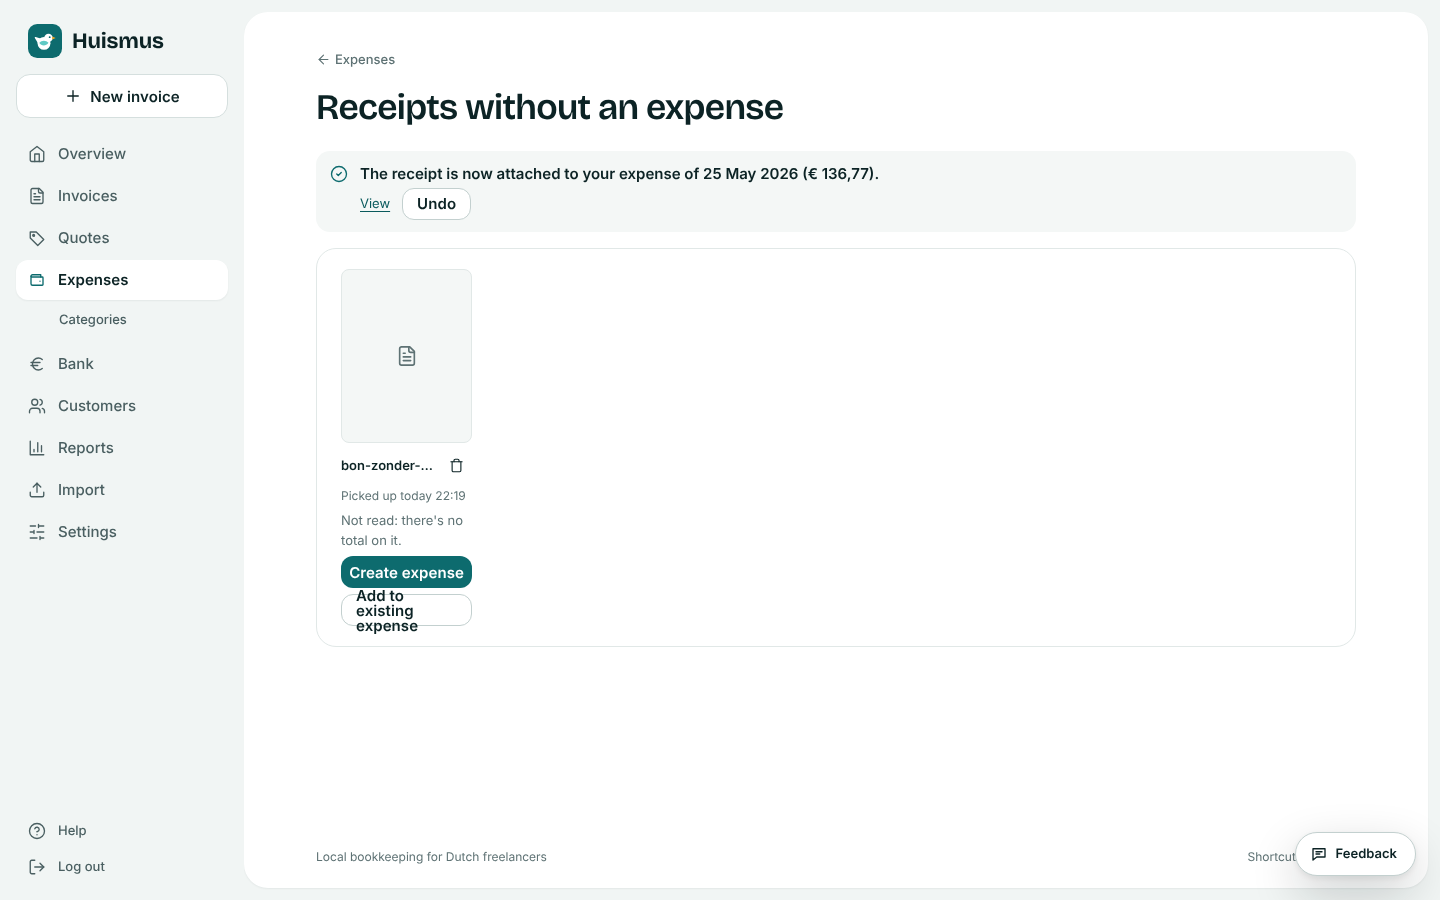 Huismus
New invoice
Overview
Invoices
Quotes
Expenses
Categories
Bank
Customers
Reports
Import
Settings
Help
Log out
Expenses
Receipts without an expense
The receipt is now attached to your expense of 25 May 2026 (€ 136,77).
View
Undo
bon-zonder-...
Picked up today 22:19
Not read: there's no
total on it.
Create expense
Add to
existing
expense
Local bookkeeping for Dutch freelancers
Shortcut
Feedback